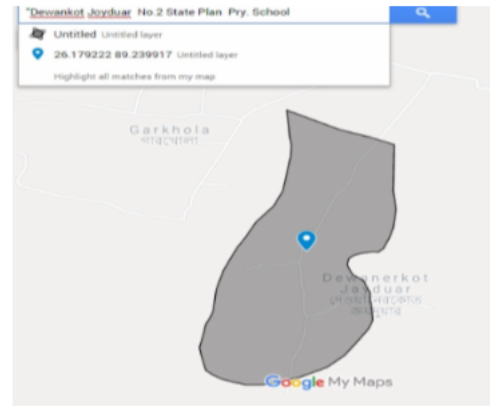 "Dewankot Joyduar No.2 State Plan Pry. School
Untitled Untitled layer
26.179222 89.239917 Untitled layer
Highlight all matches from my map
Garkhola
Dewanerkot
Jayduar
Google My Maps